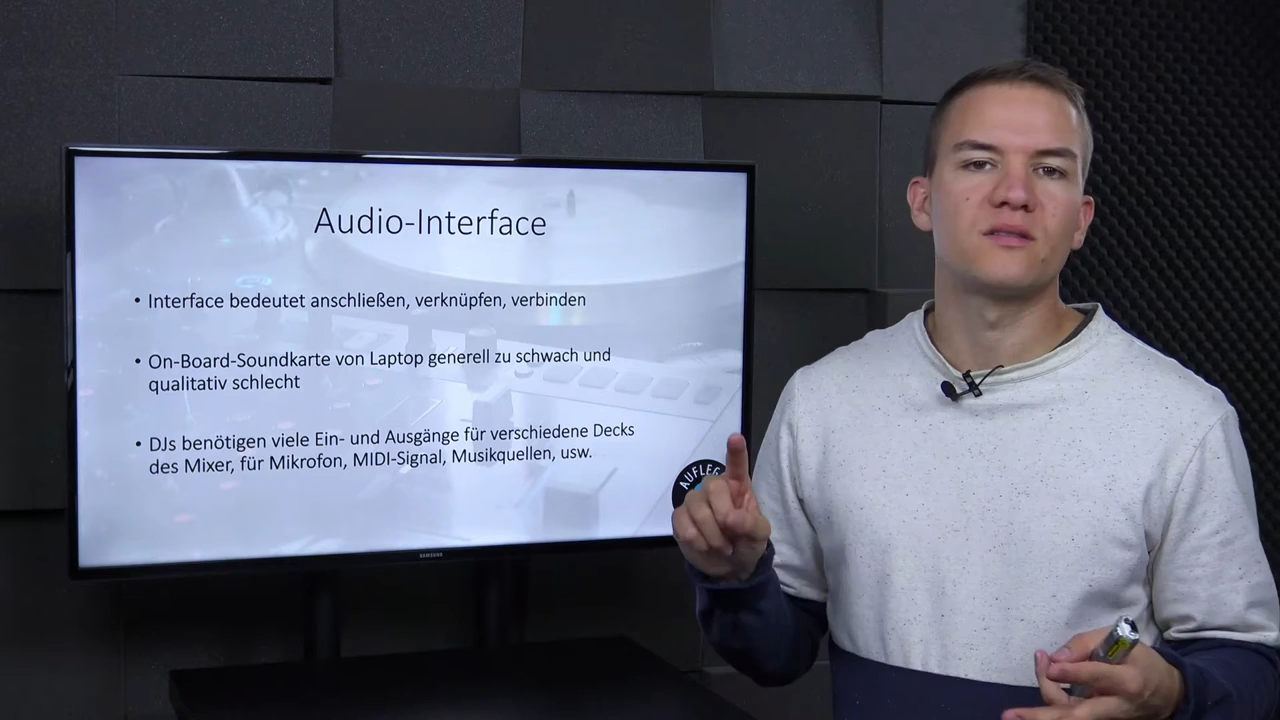 Audio-Interface
• Interface bedeutet anschließen, verknüpfen, verbinden
• On-Board-Soundkarte von Laptop generell zu schwach und
qualitativ schlecht
• DJs benötigen viele Ein- und Ausgänge für verschiedene Decks
des Mixer, für Mikrofon, MIDI-Signal, Musikquellen, usw.
AUFLEG
SAMSUNG